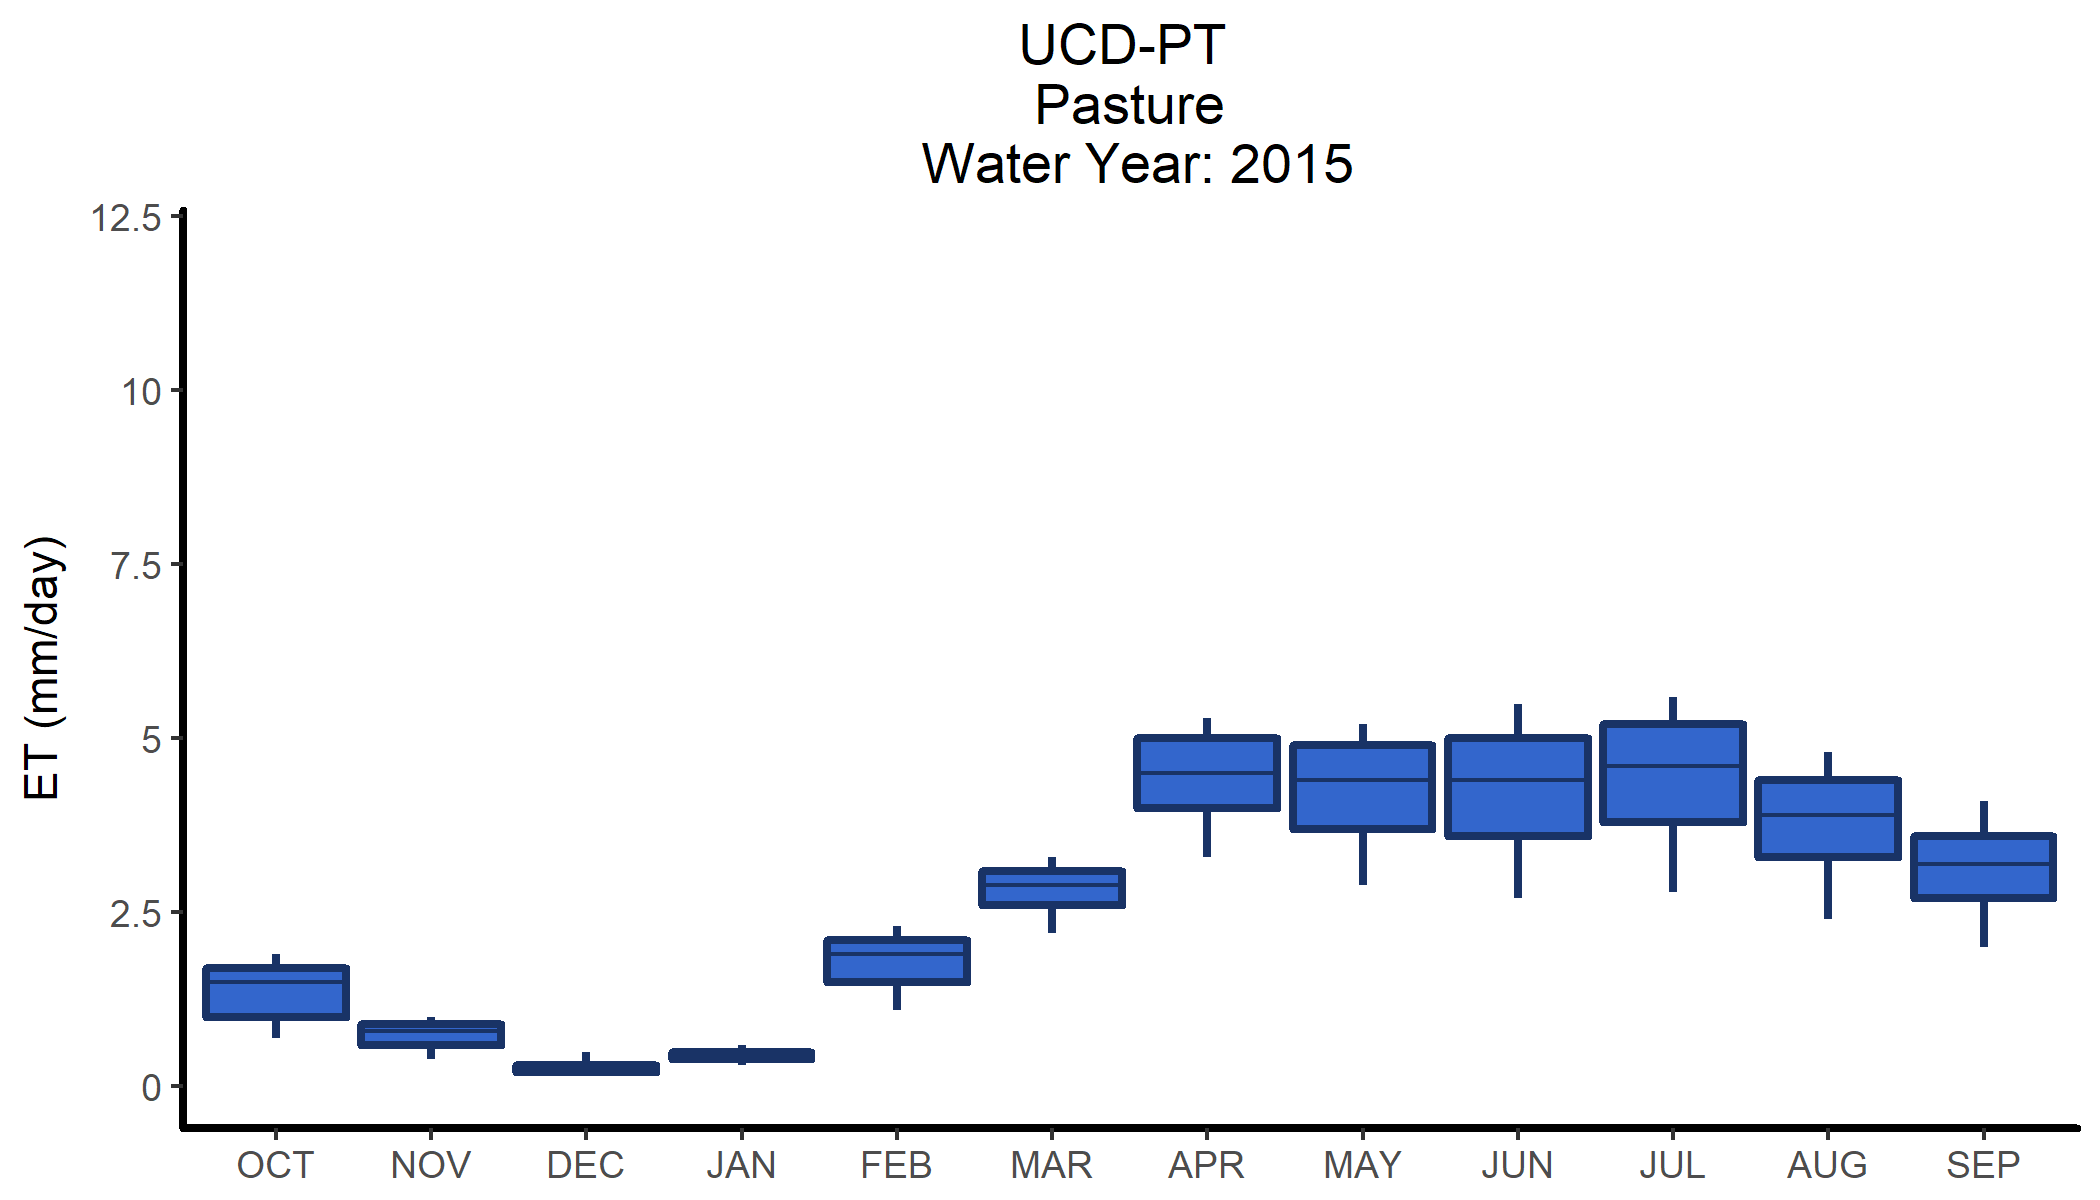 UCD-PT
Pasture
Water Year: 2015
ET (mm/day)
12.5
10
7.5
5
2.5
0
OCT NOV DEC JAN FEB MAR APR MAY JUN JUL AUG SEP